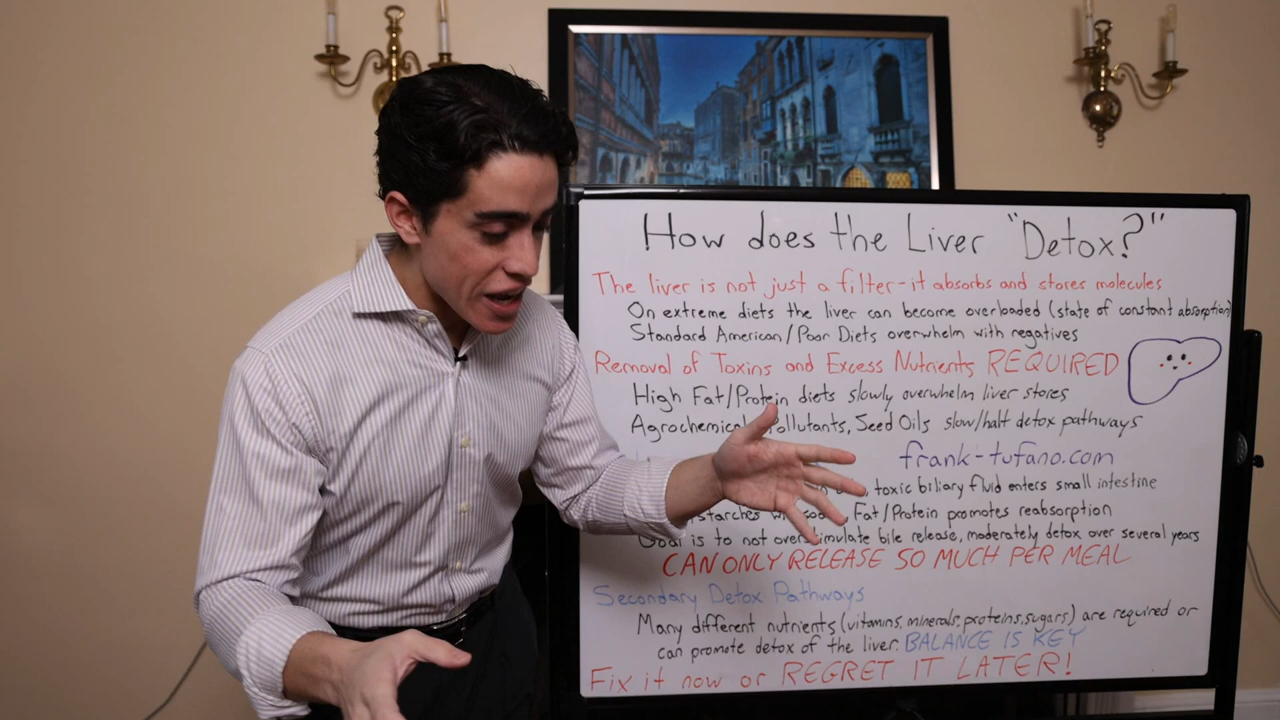 How does the Liver "Detox?"
The liver is not just a filter-it absorbs and stores molecules
On extreme diets the liver can become overloaded (state of constant absorption)
Standard American/Poor Diets overwhelm with negatives
Removal of Toxins and Excess Nutrients REQUIRED
High Fat/Protein diets slowly overwhelm liver stores
Pollutants, Seed Oils slow/halt detox pathways
frank-tufano.com
toxic biliary fluid enters small intestine
starches Fat/Protein promotes reabsorption
Goal is to not overstimulate bile release, moderately detox over several years
CAN ONLY RELEASE SO MUCH PER MEAL
Secondary Detox Pathways
Many different nutrients (vitamins, minerals, proteins, sugars) are required or
can promote detox of the liver. BALANCE IS KEY
Fix it now or REGRET IT LATER!